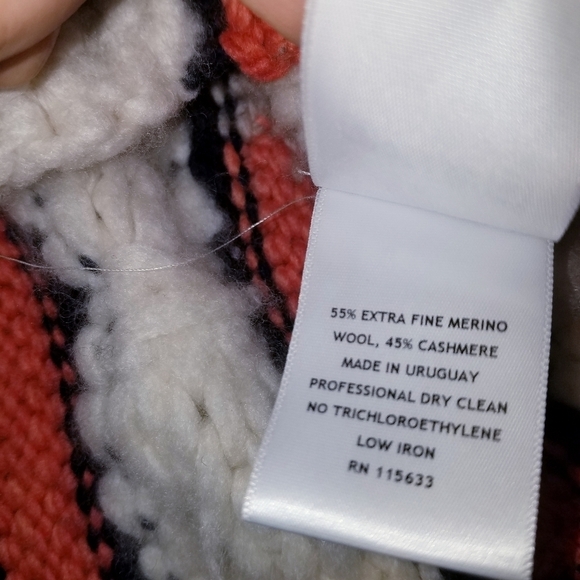 55% EXTRA FINE MERINO
WOOL, 45% CASHMERE
MADE IN URUGUAY
PROFESSIONAL DRY CLEAN
NO TRICHLOROETHYLENE
LOW IRON
RN 115633